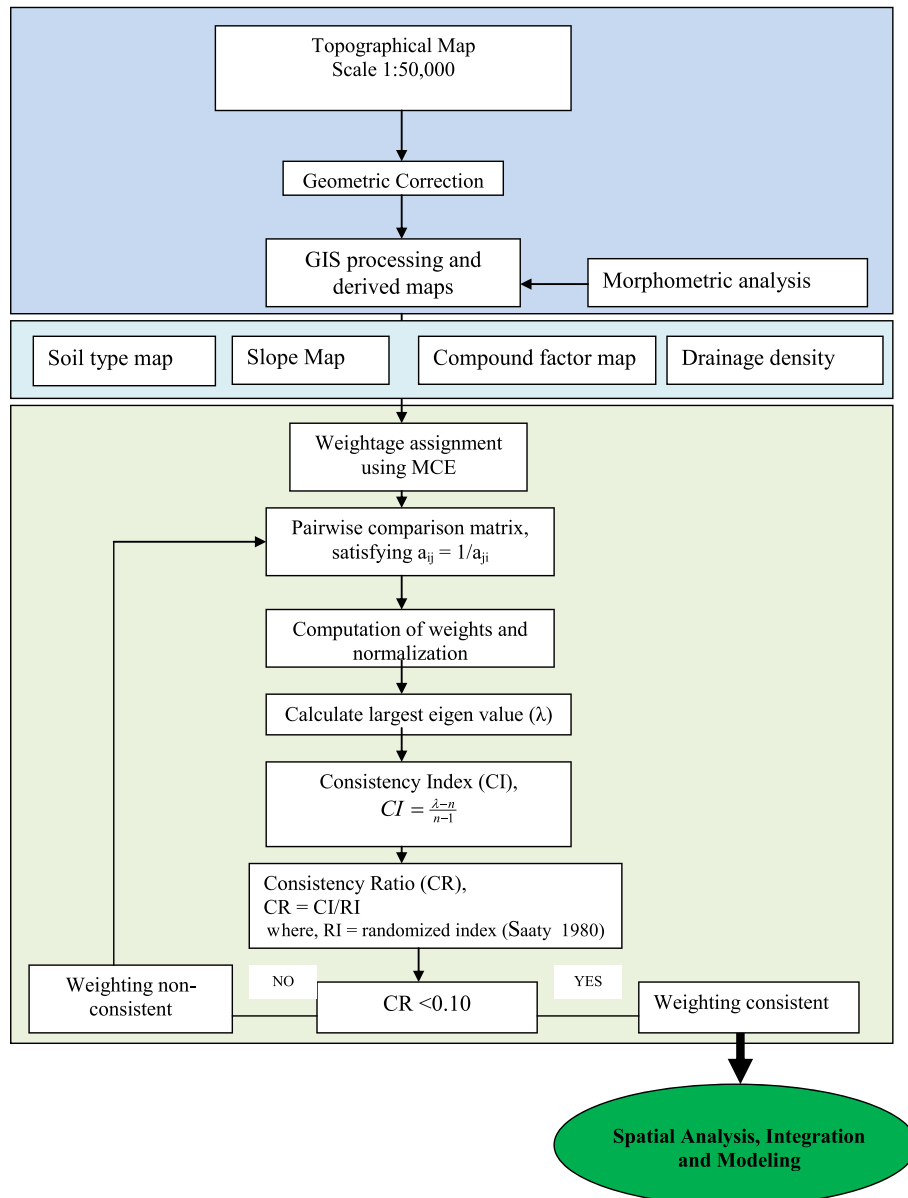 Topographical Map
Scale 1:50,000
Geometric Correction
GIS processing and
derived maps
Morphometric analysis
Soil type map
Slope Map
Compound factor map
Drainage density
Weightage assignment
using MCE
Pairwise comparison matrix,
satisfying a_ij = 1/a_ji
Computation of weights and
normalization
Calculate largest eigen value (λ)
Consistency Index (CI),
CI = (λ−n)/(n−1)
Consistency Ratio (CR),
CR = CI/RI
where, RI = randomized index (Saaty 1980)
Weighting non-
consistent
NO
CR <0.10
YES
Weighting consistent
Spatial Analysis, Integration
and Modeling